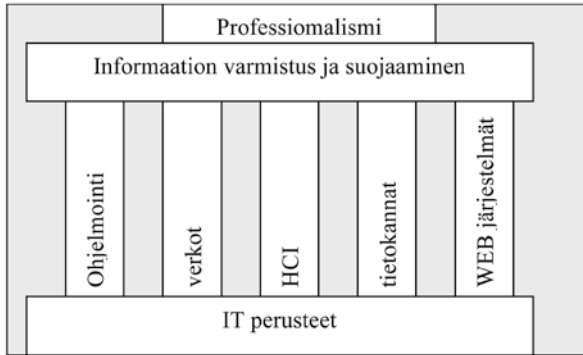 Professiomalismi
Informaation varmistus ja suojaaminen
Ohjelmointi
verkot
HCI
tietokannat
WEB järjestelmät
IT perusteet